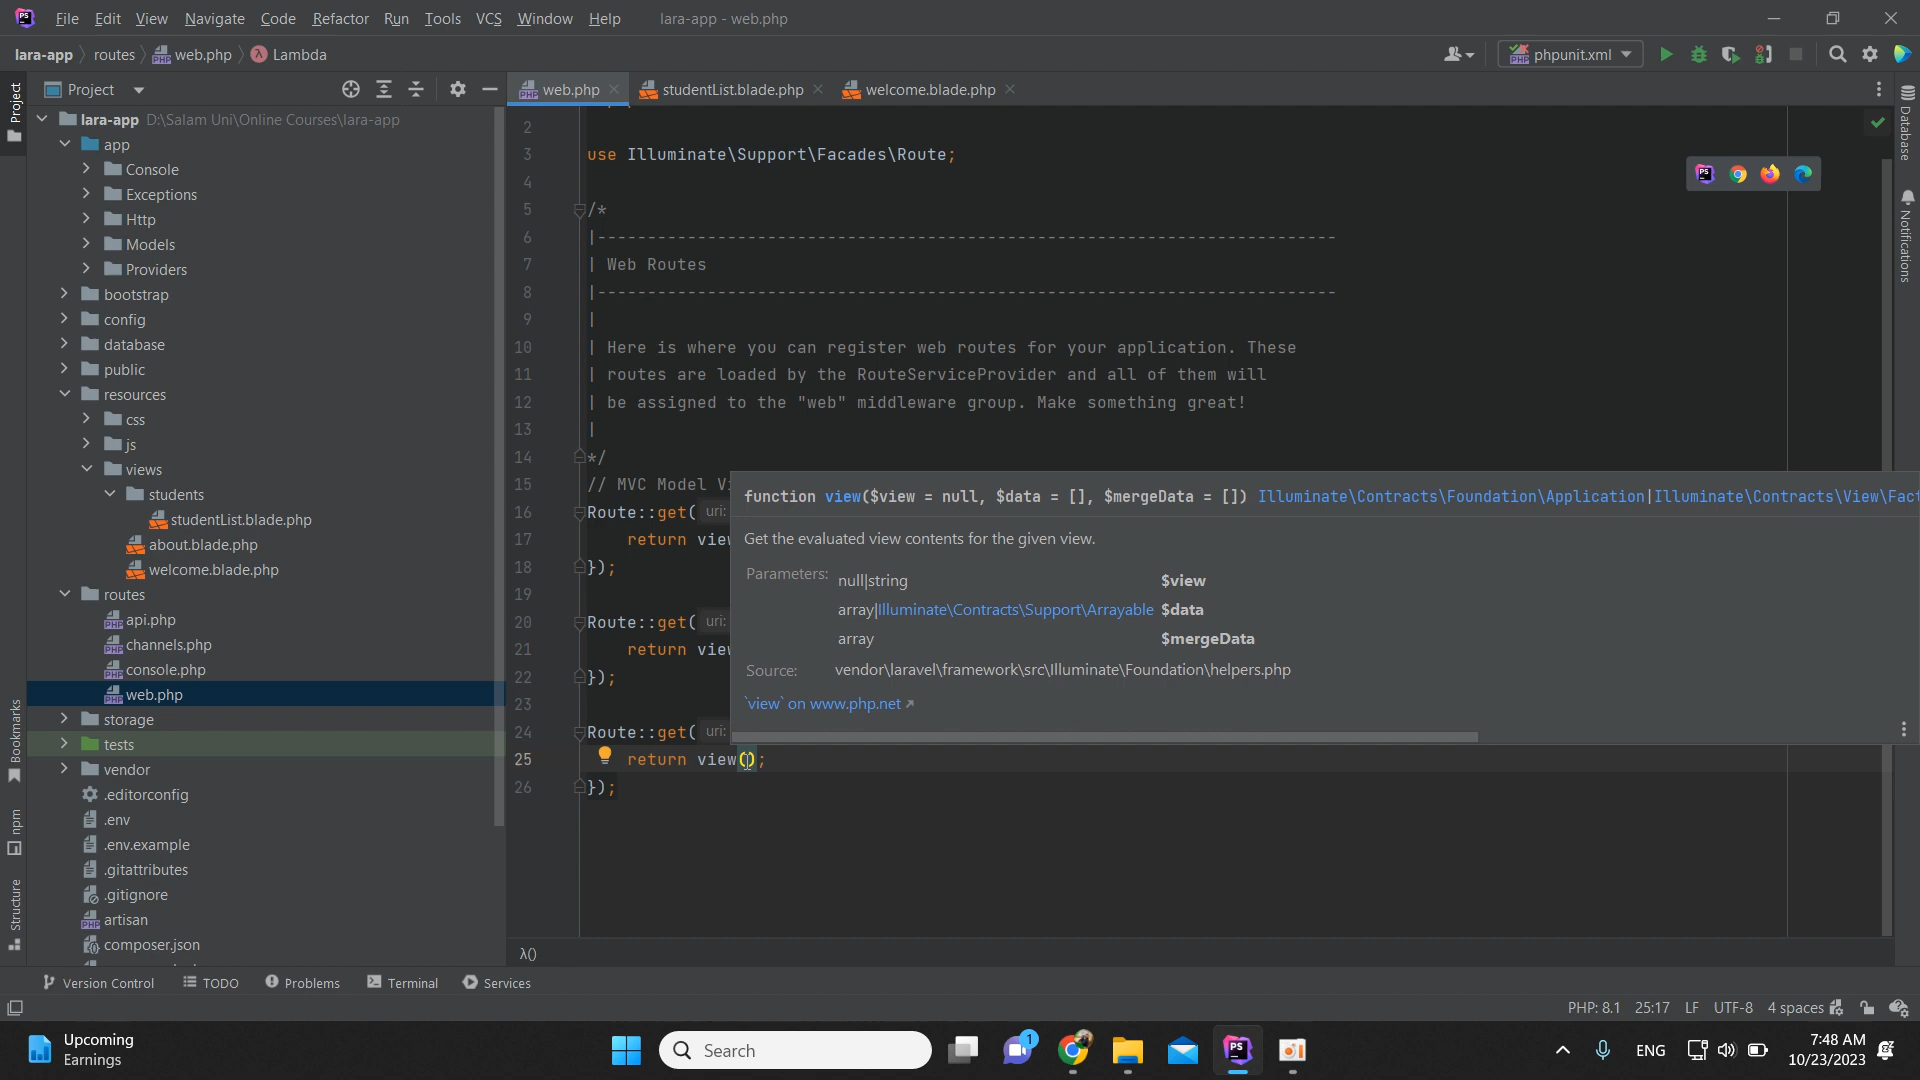 File Edit View Navigate Code Refactor Run Tools VCS Window Help lara-app - web.php
lara-app routes web.php Lambda phpunit.xml
Project
web.php studentList.blade.php welcome.blade.php
Project
Bookmarks
npm
Structure
lara-app D:\Salam Uni\Online Courses\lara-app
app
Console
Exceptions
Http
Models
Providers
bootstrap
config
database
public
resources
css
js
views
students
studentList.blade.php
about.blade.php
welcome.blade.php
routes
api.php
channels.php
console.php
web.php
storage
tests
vendor
.editorconfig
.env
.env.example
.gitattributes
.gitignore
artisan
composer.json
2
3 use Illuminate\Support\Facades\Route;
4
5 /*
6 |--------------------------------------------------------------------------
7 | Web Routes
8 |--------------------------------------------------------------------------
9 |
10 | Here is where you can register web routes for your application. These
11 | routes are loaded by the RouteServiceProvider and all of them will
12 | be assigned to the "web" middleware group. Make something great!
13 |
14 */
15 // MVC Model Vi
16 Route::get( uri:
17 return view
18 });
19
20 Route::get( uri:
21 return view
22 });
23
24 Route::get( uri:
25 return view();
26 });
function view($view = null, $data = [], $mergeData = []) Illuminate\Contracts\Foundation\Application|Illuminate\Contracts\View\Fact
Get the evaluated view contents for the given view.
Parameters: null|string $view
array|Illuminate\Contracts\Support\Arrayable $data
array $mergeData
Source: vendor\laravel\framework\src\Illuminate\Foundation\helpers.php
`view` on www.php.net
λ()
Database
Notifications
Version Control TODO Problems Terminal Services
PHP: 8.1 25:17 LF UTF-8 4 spaces
Upcoming
Earnings
Search
1
ENG
7:48 AM
10/23/2023